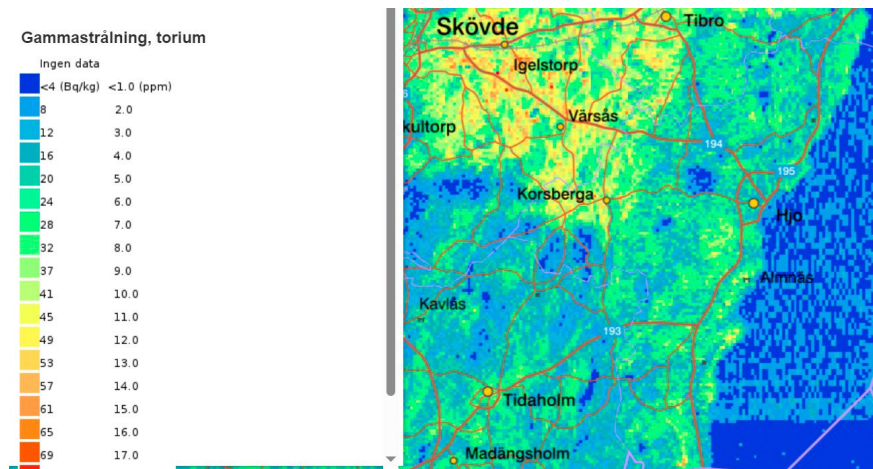 Gammastrålning, torium
Ingen data
<4 (Bq/kg) <1.0 (ppm)
8 2.0
12 3.0
16 4.0
20 5.0
24 6.0
28 7.0
32 8.0
37 9.0
41 10.0
45 11.0
49 12.0
53 13.0
57 14.0
61 15.0
65 16.0
69 17.0
Skövde
Tibro
Igelstorp
Värsås
kultorp
194
195
Korsberga
Hjo
Almnäs
Kavlås
193
Tidaholm
Madängsholm